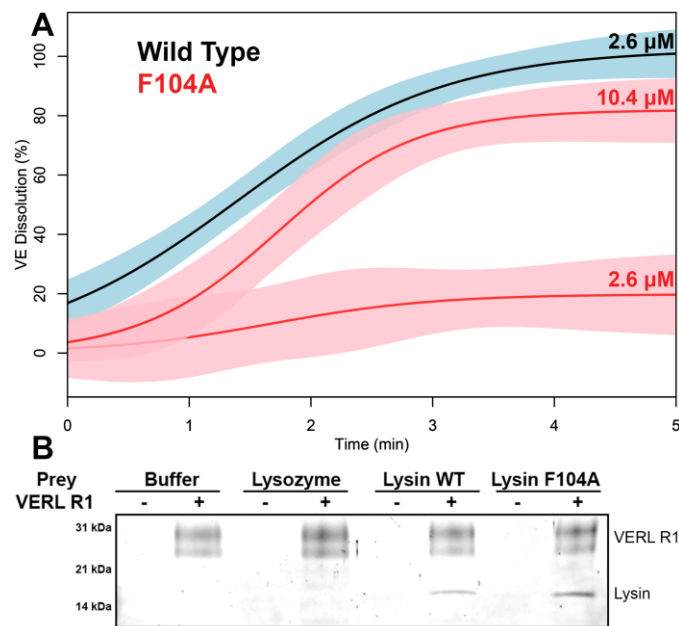 A
Wild Type
F104A
2.6 µM
10.4 µM
2.6 µM
VE Dissolution (%)
100
80
60
40
20
0
0 1 2 3 4 5
Time (min)
B
Prey Buffer Lysozyme Lysin WT Lysin F104A
VERL R1 - + - + - + - +
31 kDa
VERL R1
21 kDa
Lysin
14 kDa